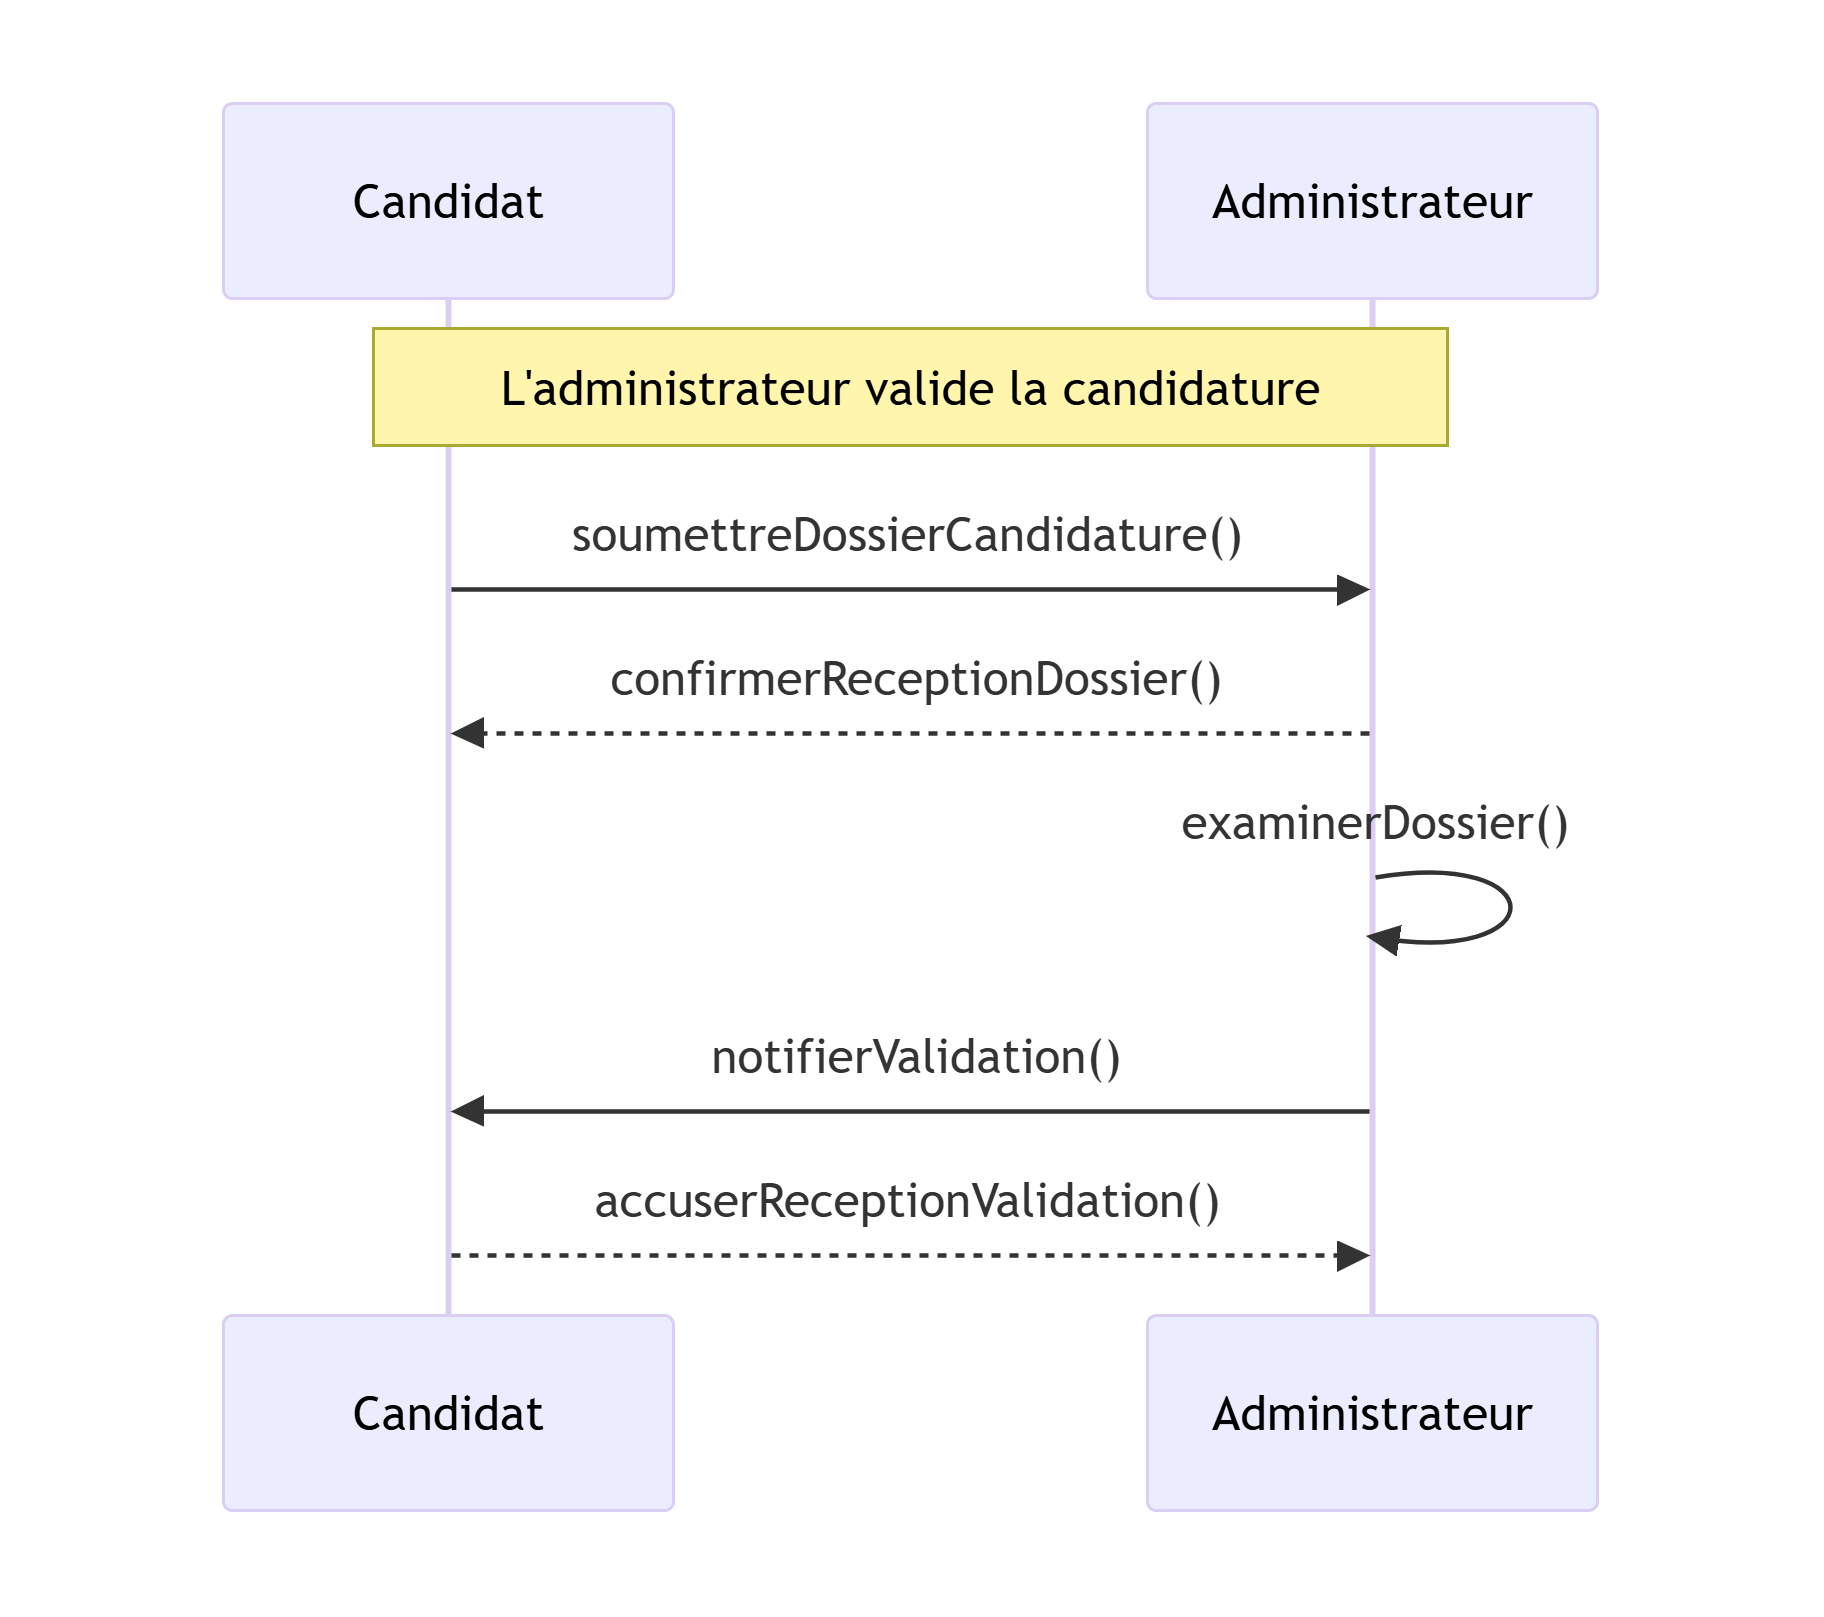 Candidat
Administrateur
L'administrateur valide la candidature
soumettreDossierCandidature()
confirmerReceptionDossier()
examinerDossier()
notifierValidation()
accuserReceptionValidation()
Candidat
Administrateur